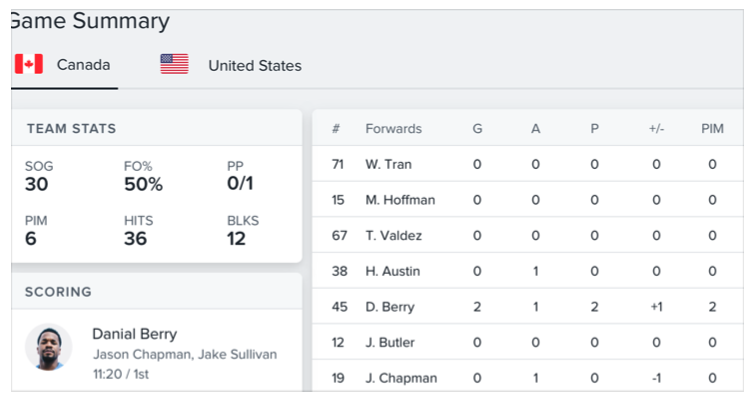 Game Summary
Canada
United States
TEAM STATS
SOG FO% PP
30 50% 0/1
PIM HITS BLKS
6 36 12
SCORING
Danial Berry
Jason Chapman, Jake Sullivan
11:20 / 1st
# Forwards G A P +/- PIM
71 W. Tran 0 0 0 0 0
15 M. Hoffman 0 0 0 0 0
67 T. Valdez 0 0 0 0 0
38 H. Austin 0 1 0 0 0
45 D. Berry 2 1 2 +1 2
12 J. Butler 0 0 0 0 0
19 J. Chapman 0 1 0 -1 0